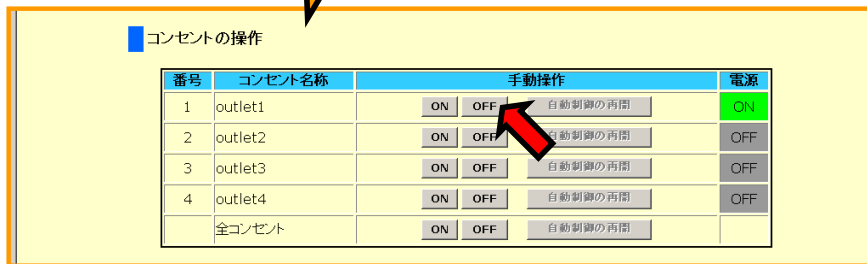 コンセントの操作
番号 コンセント名称 手動操作 電源
1 outlet1 ON OFF 自動制御の再開 ON
2 outlet2 ON OFF 自動制御の再開 OFF
3 outlet3 ON OFF 自動制御の再開 OFF
4 outlet4 ON OFF 自動制御の再開 OFF
全コンセント ON OFF 自動制御の再開